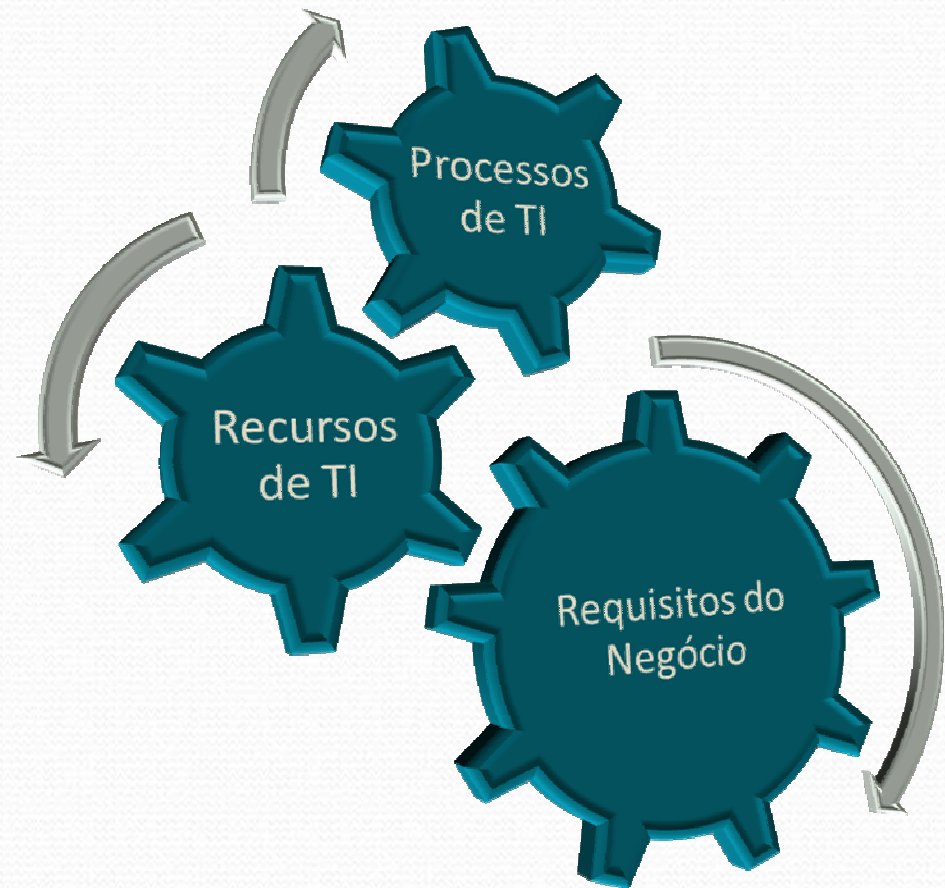 Processos
de TI
Recursos
de TI
Requisitos do
Negócio